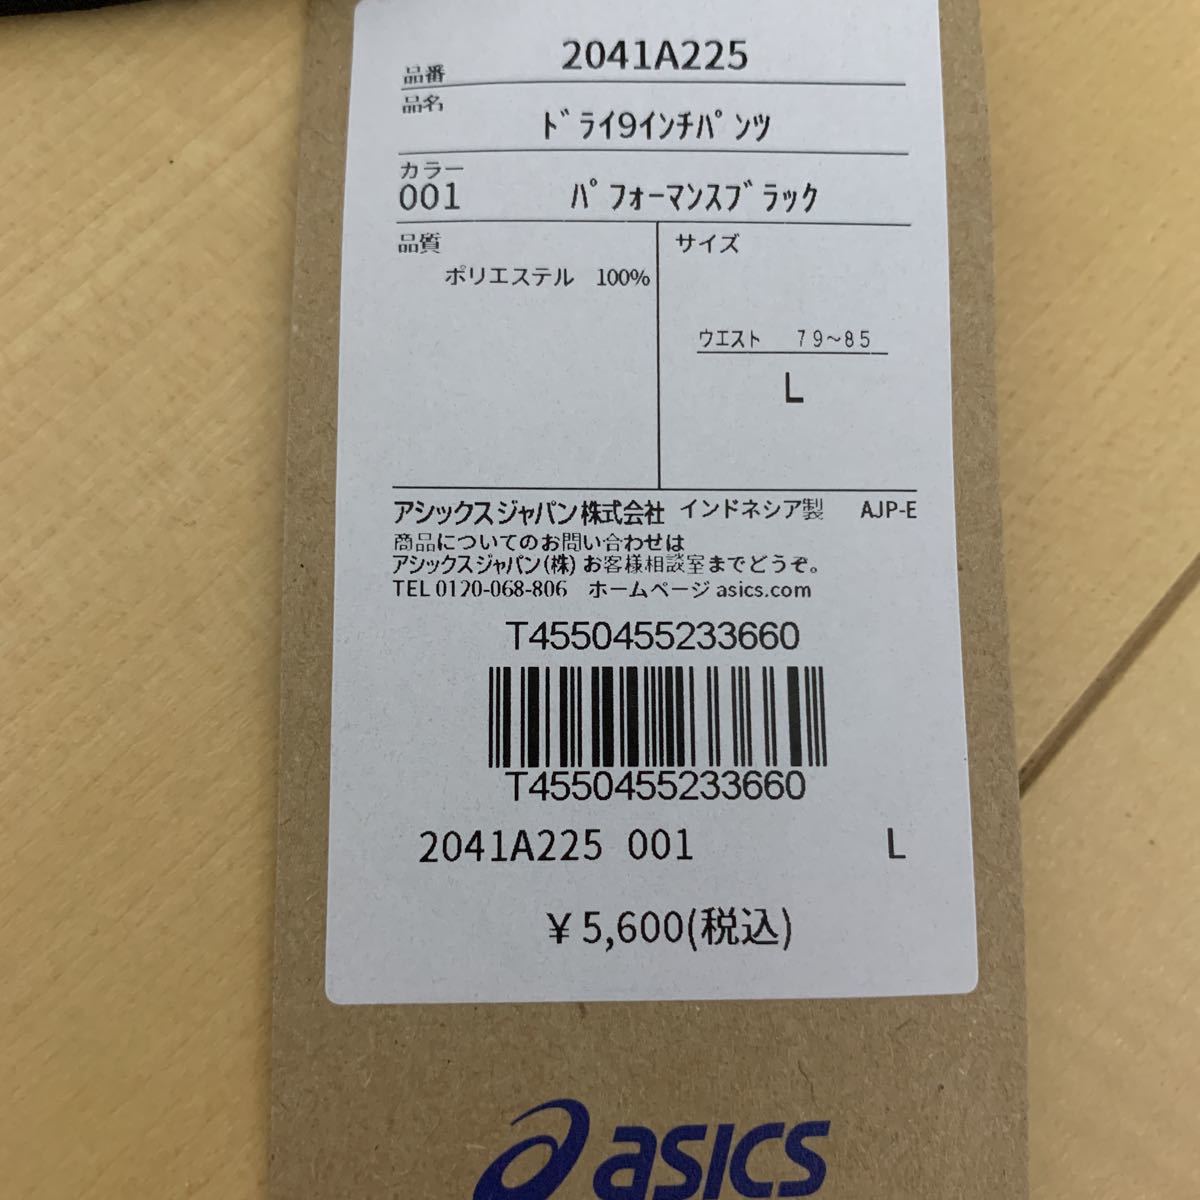 品番 2041A225
品名
ﾄﾞﾗｲ9ｲﾝﾁﾊﾟﾝﾂ
カラー
001 ﾊﾟﾌｫｰﾏﾝｽﾌﾞﾗｯｸ
品質
ポリエステル 100%
サイズ
ウエスト 79~85
L
アシックスジャパン株式会社 インドネシア製 AJP-E
商品についてのお問い合わせは
アシックスジャパン(株)お客様相談室までどうぞ。
TEL 0120-068-806 ホームページ asics.com
T4550455233660
T4550455233660
2041A225 001 L
¥5,600(税込)
asics